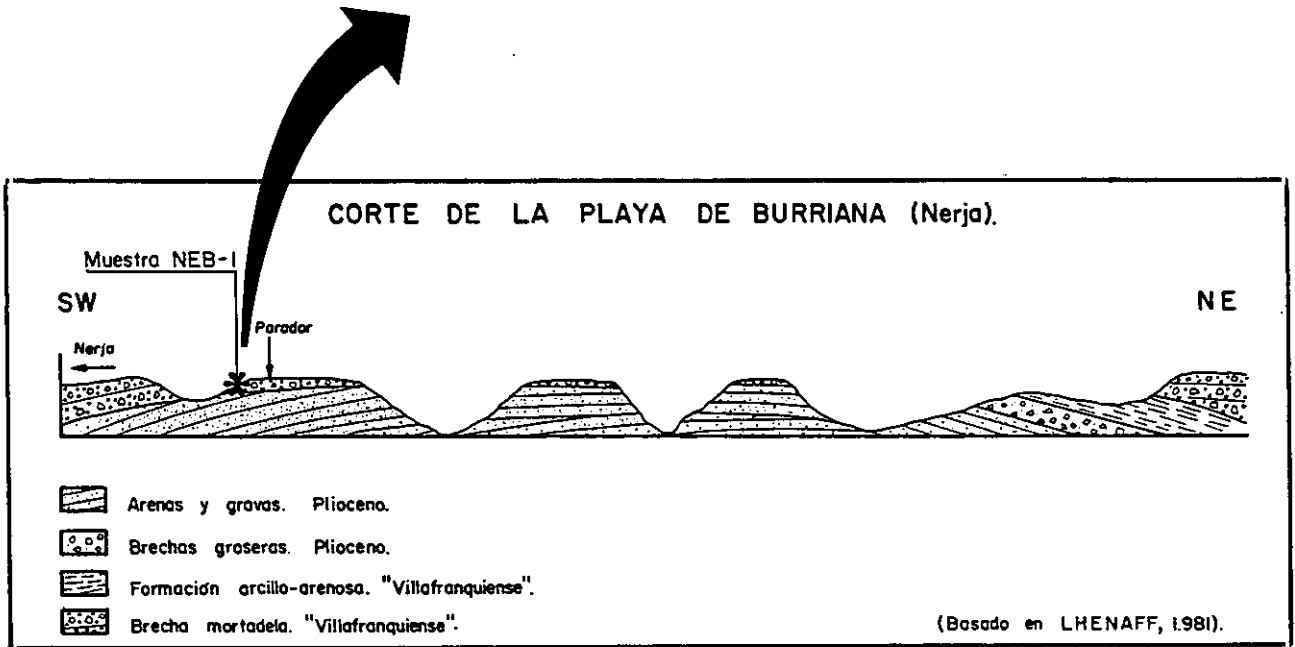 CORTE DE LA PLAYA DE BURRIANA (Nerja).
Muestra NEB-1
SW
NE
Parador
Nerja
Arenas y gravas. Plioceno.
Brechas groseras. Plioceno.
Formación arcillo-arenosa. "Villafranquiense".
Brecha mortadela. "Villafranquiense".
(Basado en LHENAFF, 1.981).